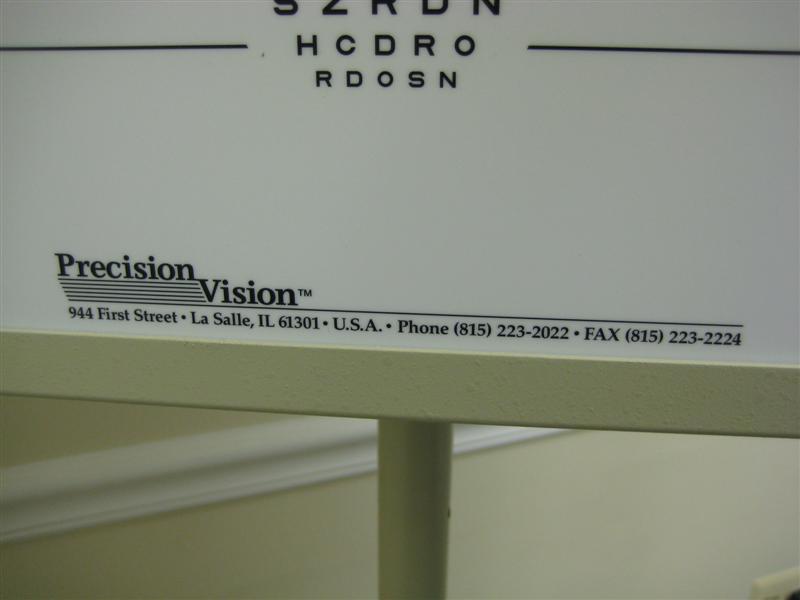 SZRDN
HCDRO
RDOSN
Precision
Vision™
944 First Street • La Salle, IL 61301 • U.S.A. • Phone (815) 223-2022 • FAX (815) 223-2224